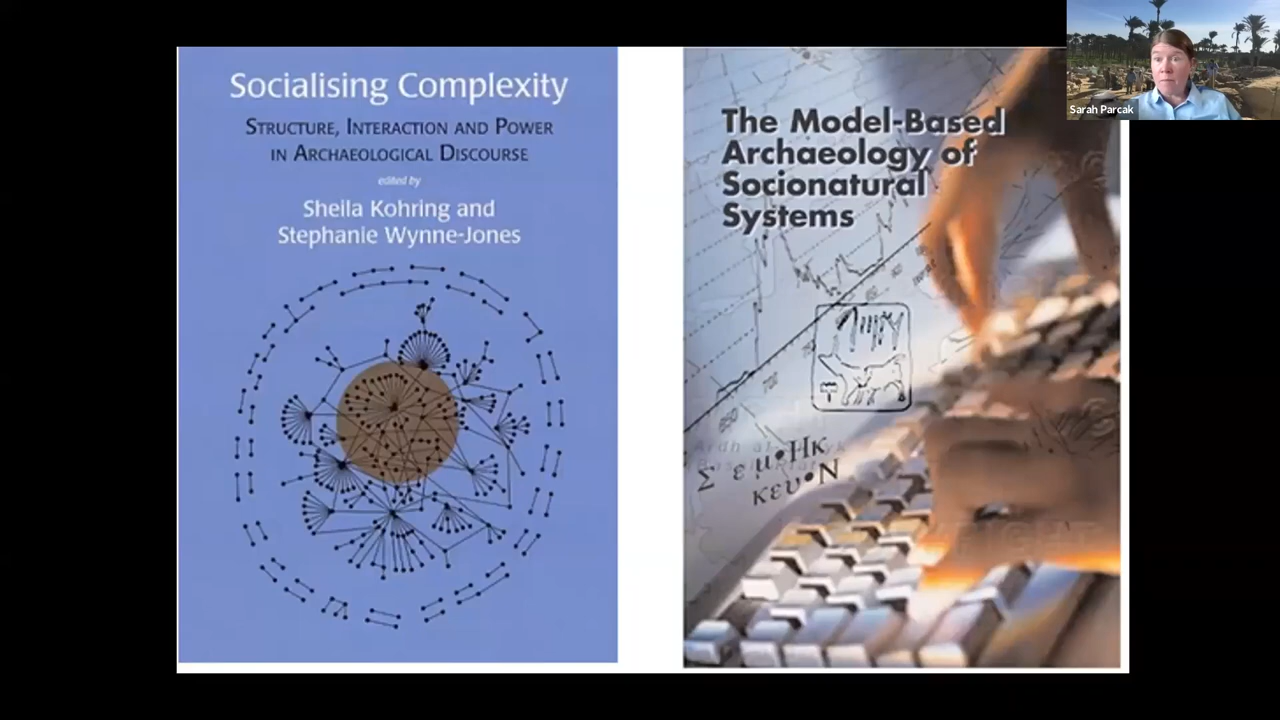 Socialising Complexity
STRUCTURE, INTERACTION AND POWER
IN ARCHAEOLOGICAL DISCOURSE
edited by
Sheila Kohring and
Stephanie Wynne-Jones
The Model-Based
Archaeology of
Socionatural
Systems
Sarah Parcak